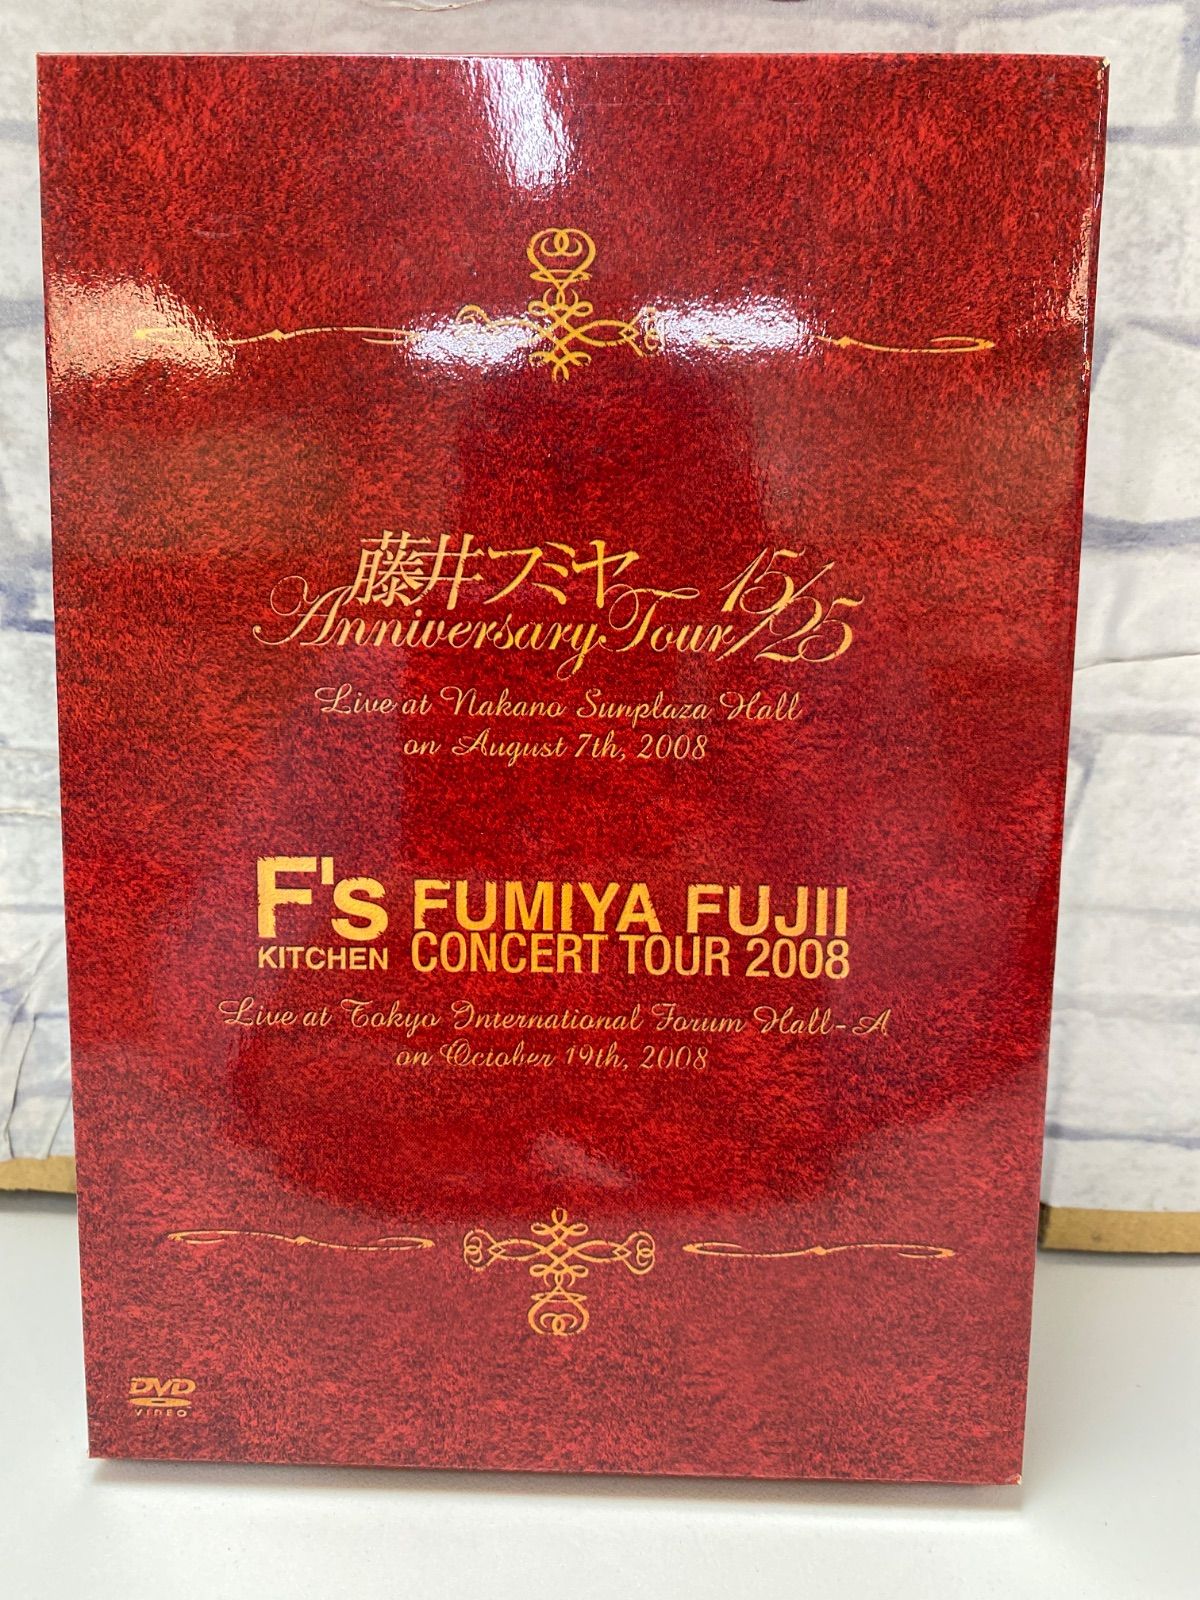 藤井フミヤ
Anniversary Tour 15/25
Live at Nakano Sunplaza Hall
on August 7th, 2008
F's KITCHEN
FUMIYA FUJII
CONCERT TOUR 2008
Live at Tokyo International Forum Hall-A
on October 19th, 2008
DVD
VIDEO